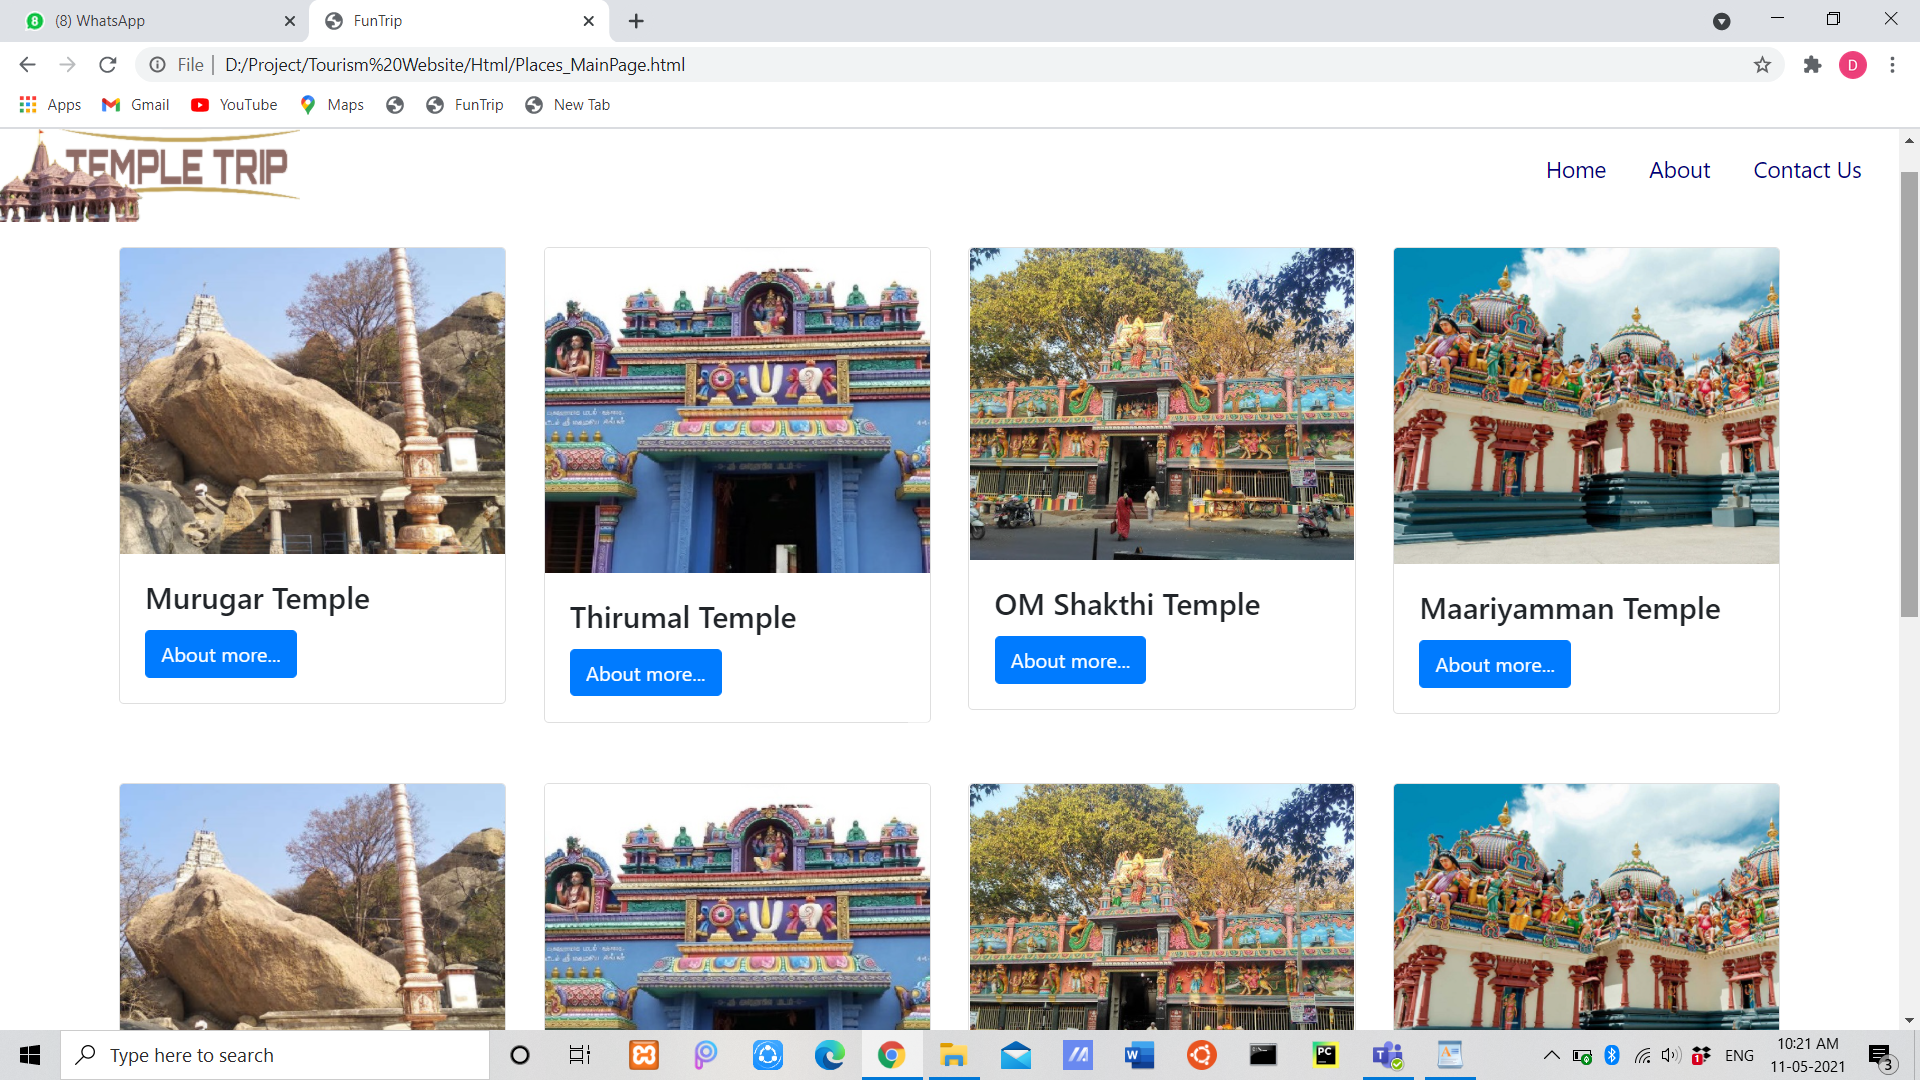 (8) WhatsApp
FunTrip
File
D:/Project/Tourism%20Website/Html/Places_MainPage.html
D
Apps
Gmail
YouTube
Maps
FunTrip
New Tab
TEMPLE TRIP
Home
About
Contact Us
Murugar Temple
About more...
Thirumal Temple
About more...
OM Shakthi Temple
About more...
Maariyamman Temple
About more...
Type here to search
ENG
10:21 AM
11-05-2021
3